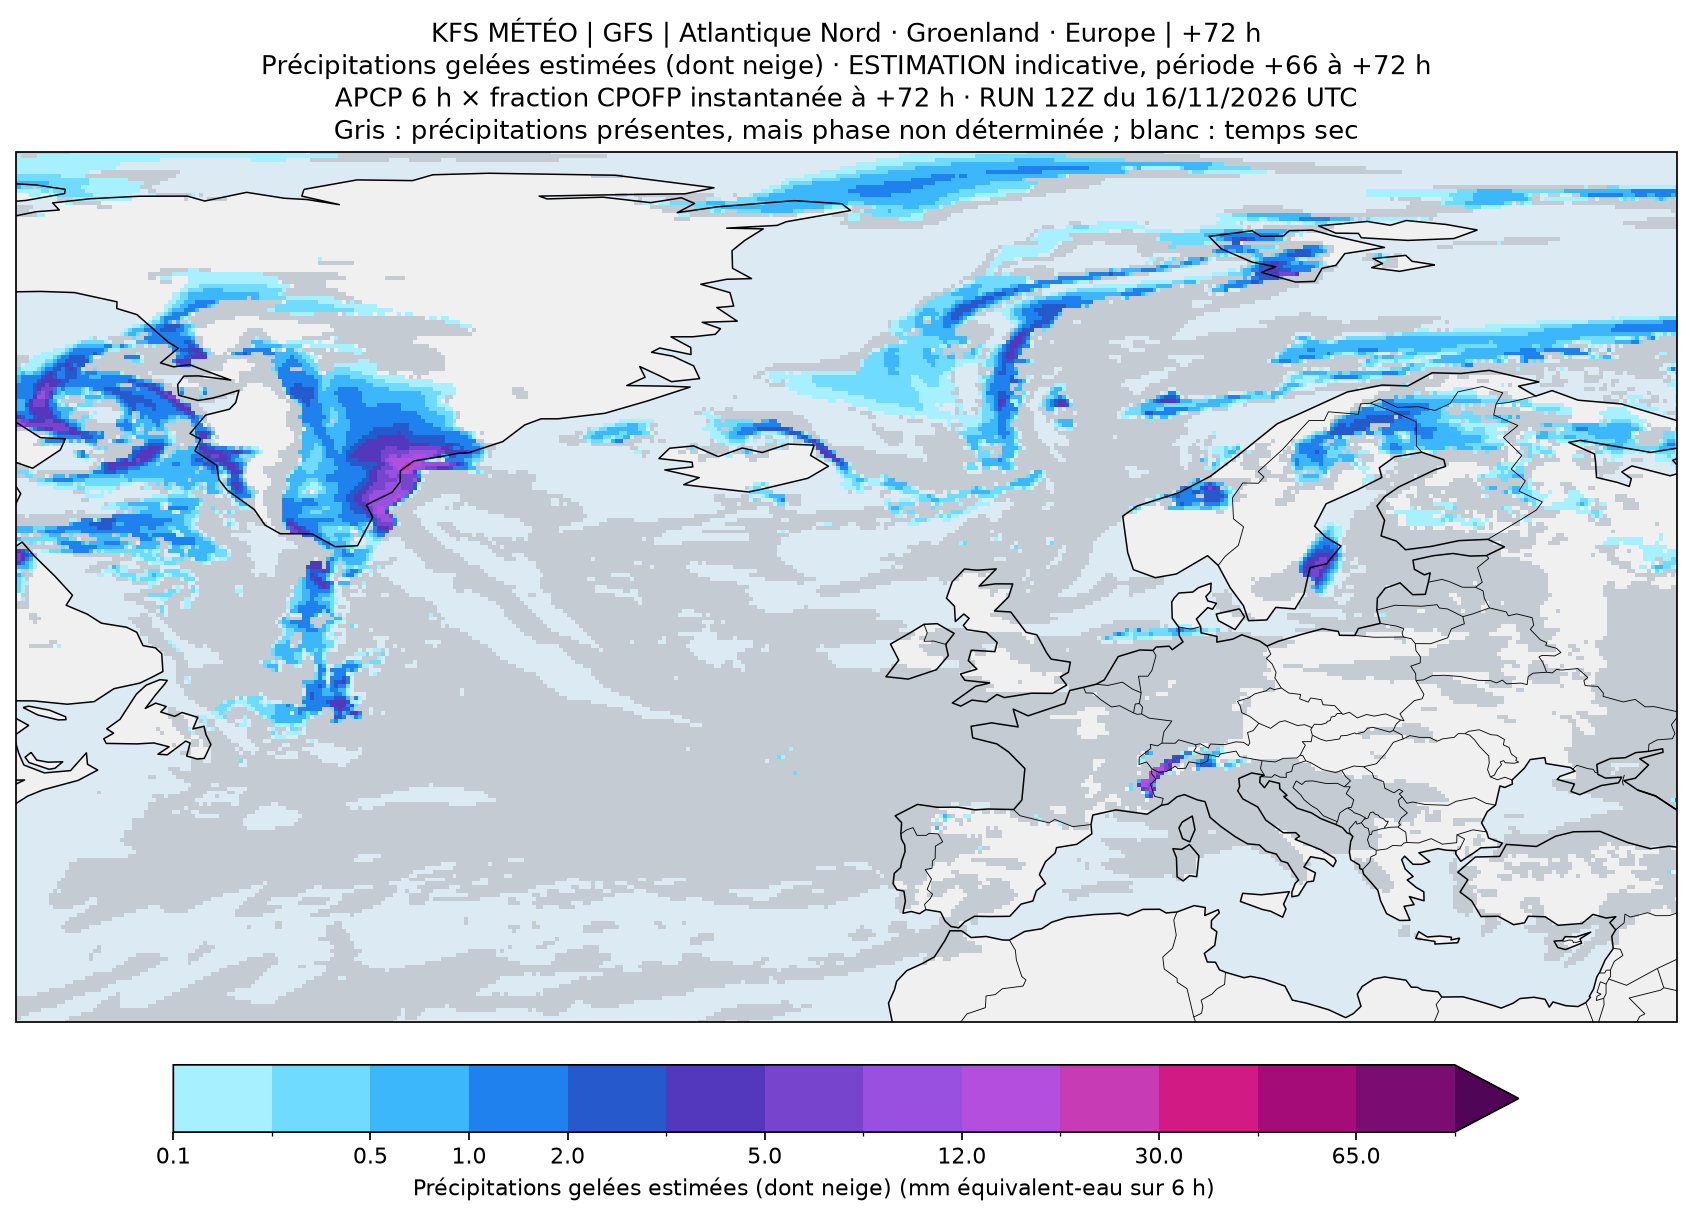 KFS MÉTÉO | GFS | Atlantique Nord · Groenland · Europe | +72 h
Précipitations gelées estimées (dont neige) · ESTIMATION indicative, période +66 à +72 h
APCP 6 h × fraction CPOFP instantanée à +72 h · RUN 12Z du 16/11/2026 UTC
Gris : précipitations présentes, mais phase non déterminée ; blanc : temps sec
0.1 0.5 1.0 2.0 5.0 12.0 30.0 65.0
Précipitations gelées estimées (dont neige) (mm équivalent-eau sur 6 h)